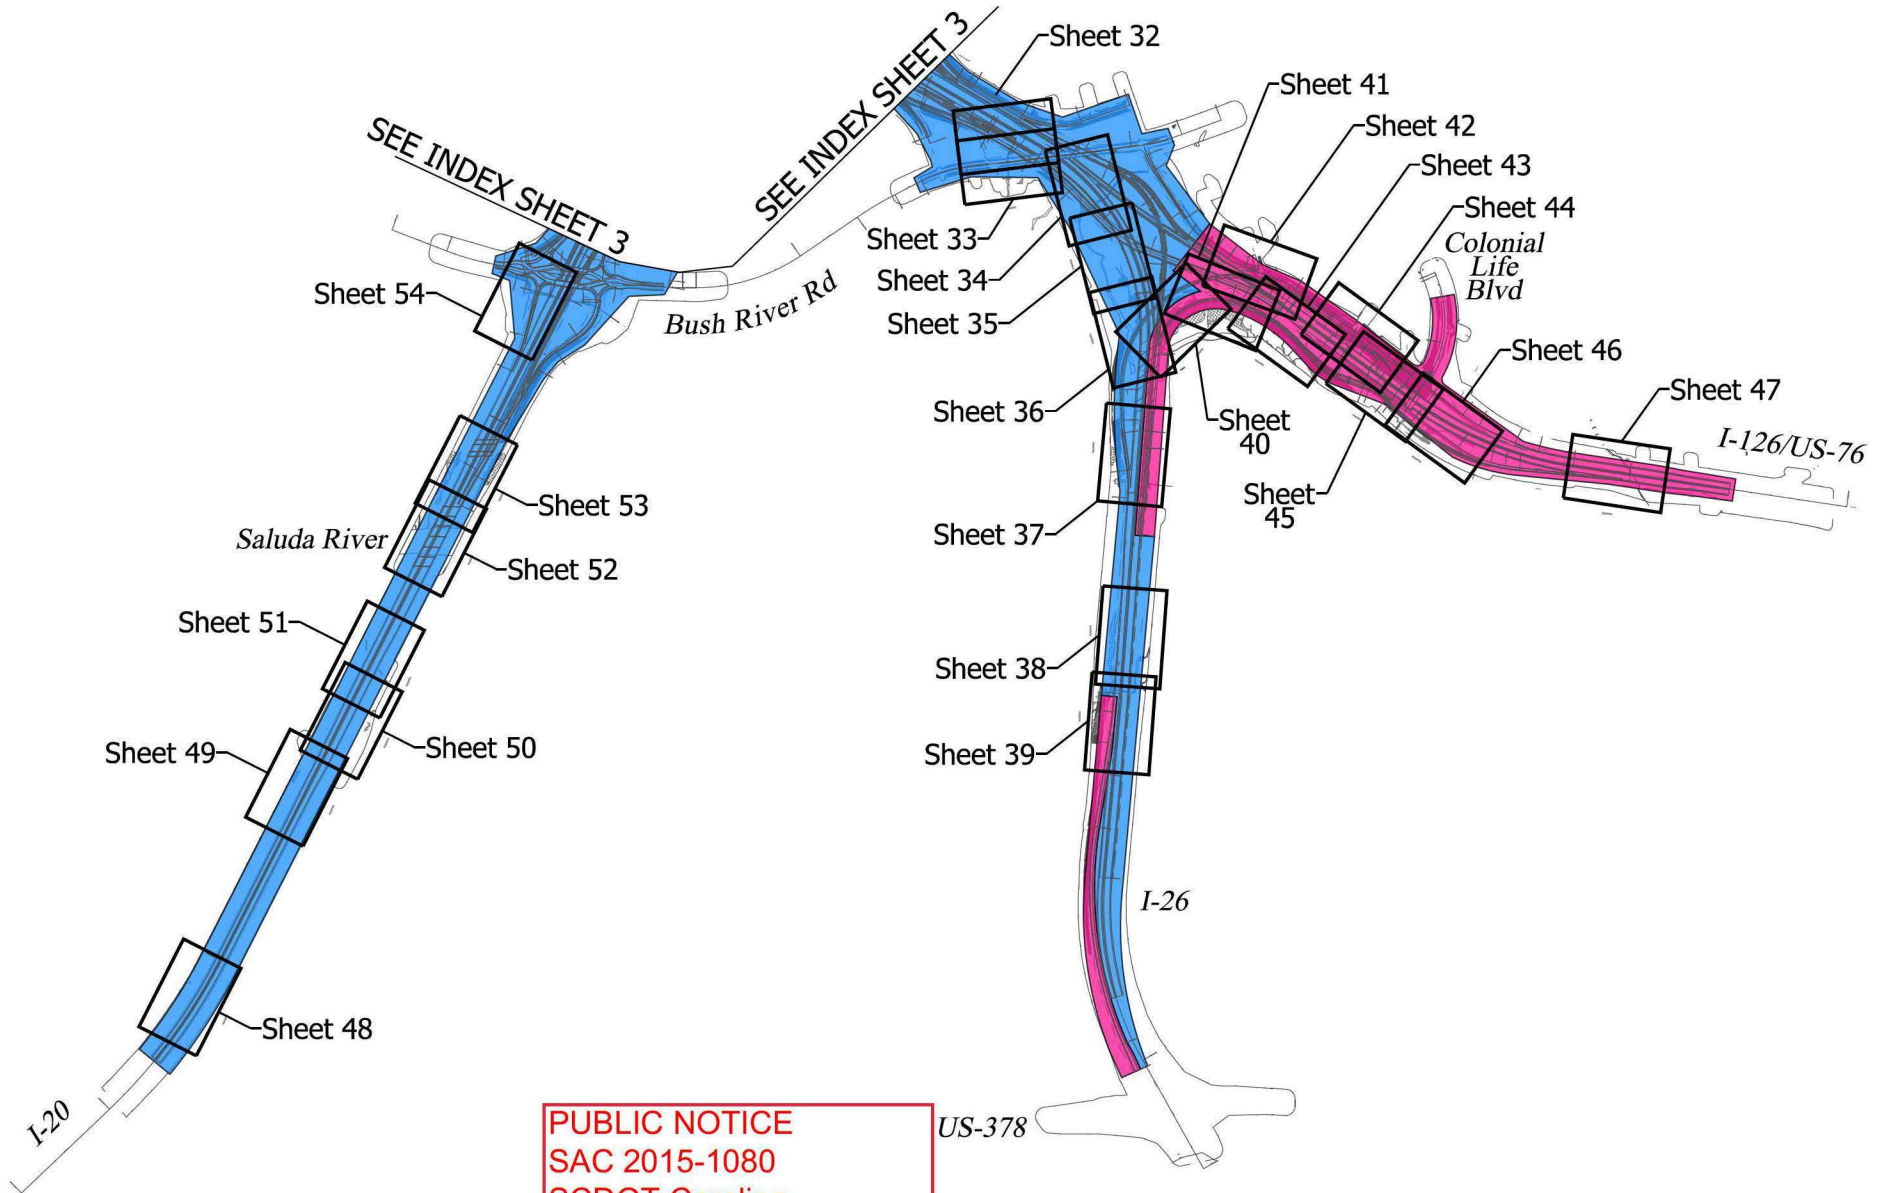 SEE INDEX SHEET 3
SEE INDEX SHEET 3
Sheet 32
Sheet 41
Sheet 42
Sheet 43
Sheet 44
Colonial
Life
Blvd
Sheet 33
Sheet 34
Sheet 35
Sheet 54
Bush River Rd
Sheet 46
Sheet 47
Sheet 36
Sheet
40
I-126/US-76
Sheet
45
Sheet 53
Sheet 37
Saluda River
Sheet 52
Sheet 51
Sheet 38
Sheet 50
Sheet 49
Sheet 39
I-26
Sheet 48
I-20
PUBLIC NOTICE
SAC 2015-1080
SCDOT Carolina
US-378